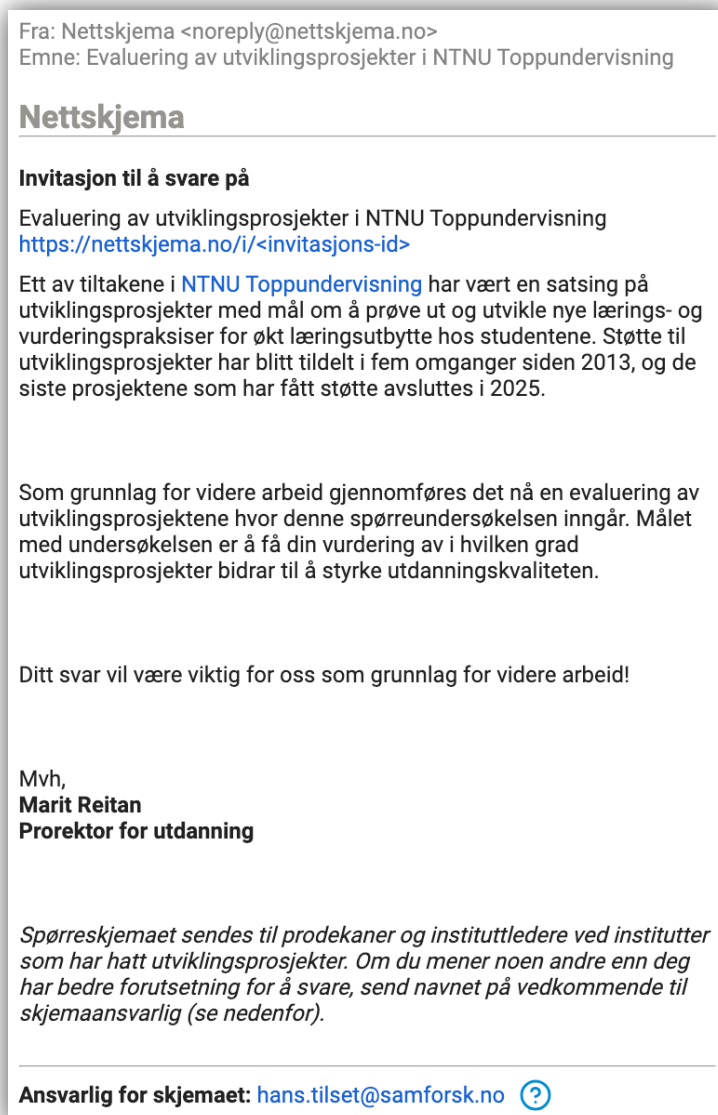 Fra: Nettskjema <noreply@nettskjema.no>
Emne: Evaluering av utviklingsprosjekter i NTNU Toppundervisning
Nettskjema
Invitasjon til å svare på
Evaluering av utviklingsprosjekter i NTNU Toppundervisning
https://nettskjema.no/i/<invitasjons-id>
Ett av tiltakene i NTNU Toppundervisning har vært en satsing på
utviklingsprosjekter med mål om å prøve ut og utvikle nye lærings- og
vurderingspraksiser for økt læringsutbytte hos studentene. Støtte til
utviklingsprosjekter har blitt tildelt i fem omganger siden 2013, og de
siste prosjektene som har fått støtte avsluttes i 2025.
Som grunnlag for videre arbeid gjennomføres det nå en evaluering av
utviklingsprosjektene hvor denne spørreundersøkelsen inngår. Målet
med undersøkelsen er å få din vurdering av i hvilken grad
utviklingsprosjekter bidrar til å styrke utdanningskvaliteten.
Ditt svar vil være viktig for oss som grunnlag for videre arbeid!
Mvh,
Marit Reitan
Prorektor for utdanning
Spørreskjemaet sendes til prodekaner og instituttledere ved institutter
som har hatt utviklingsprosjekter. Om du mener noen andre enn deg
har bedre forutsetning for å svare, send navnet på vedkommende til
skjemaansvarlig (se nedenfor).
Ansvarlig for skjemaet: hans.tilset@samforsk.no ?